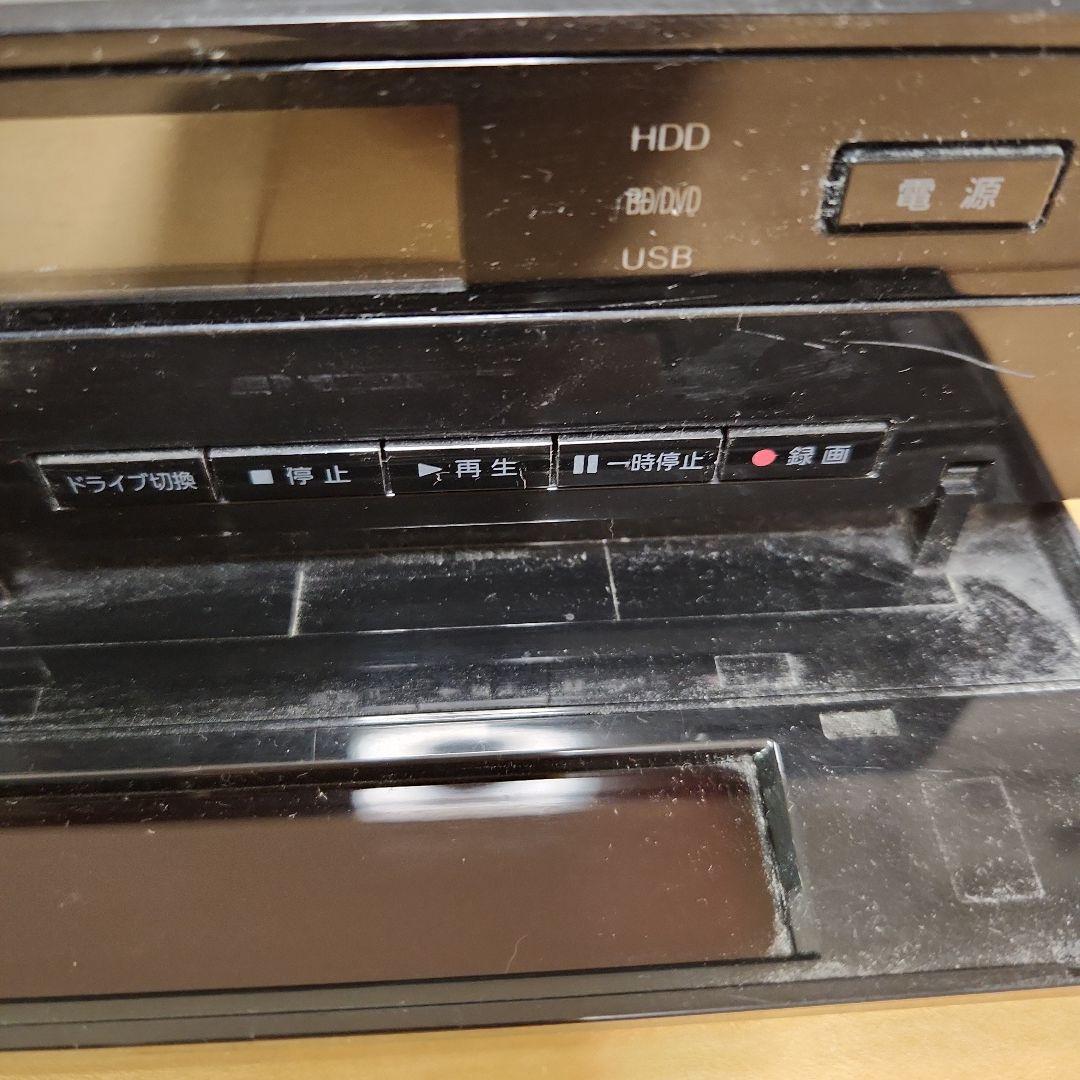 HDD
BD/DVD
USB
電源
ドライブ切換
■ 停止
▶ 再生
❚❚ 一時停止
● 録画